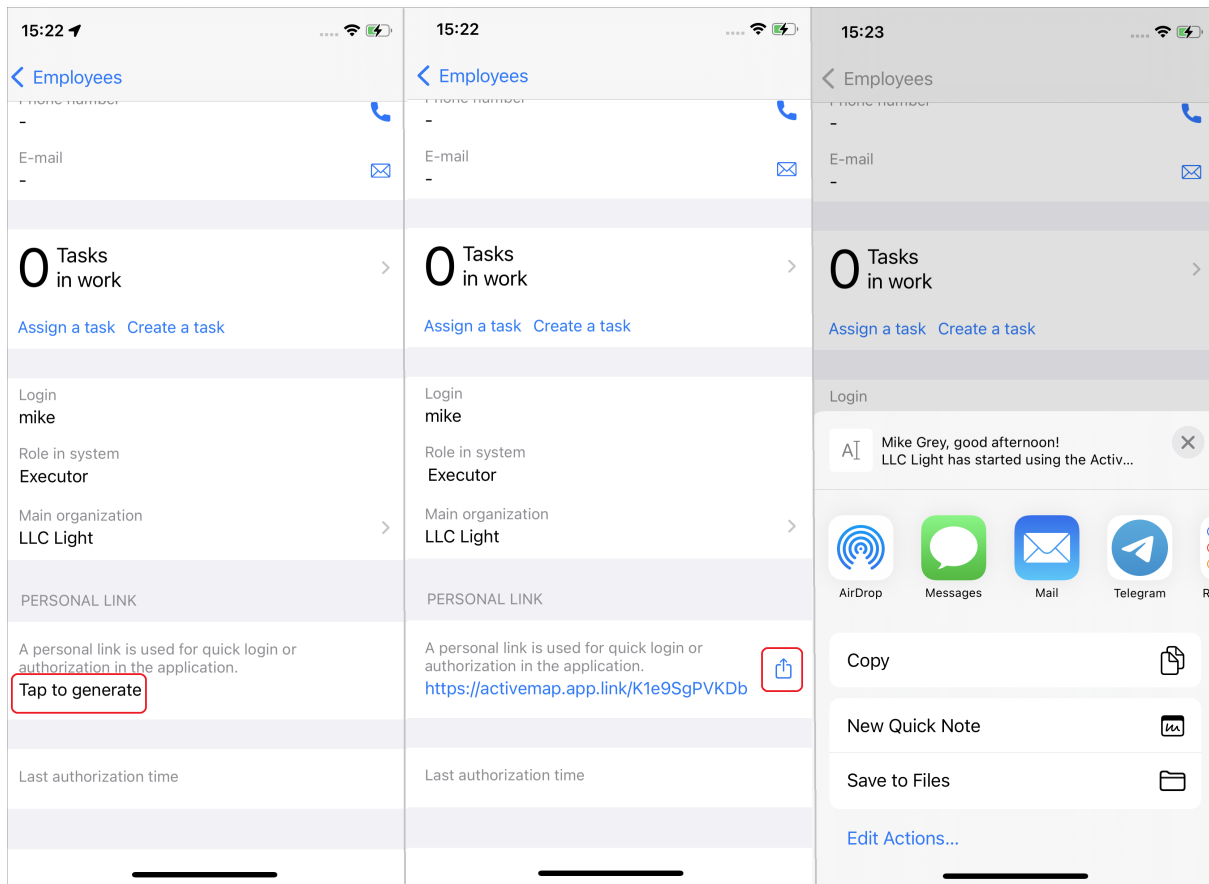 15:22
Employees
Phone number
-
E-mail
-
0 Tasks
in work
Assign a task Create a task
Login
mike
Role in system
Executor
Main organization
LLC Light
PERSONAL LINK
A personal link is used for quick login or
authorization in the application.
Tap to generate
Last authorization time
15:22
Employees
Phone number
-
E-mail
-
0 Tasks
in work
Assign a task Create a task
Login
mike
Role in system
Executor
Main organization
LLC Light
PERSONAL LINK
A personal link is used for quick login or
authorization in the application.
https://activemap.app.link/K1e9SgPVKDb
Last authorization time
15:23
Employees
Phone number
-
E-mail
-
0 Tasks
in work
Assign a task Create a task
Login
Mike Grey, good afternoon!
LLC Light has started using the Activ...
AirDrop
Messages
Mail
Telegram
R
Copy
New Quick Note
Save to Files
Edit Actions...